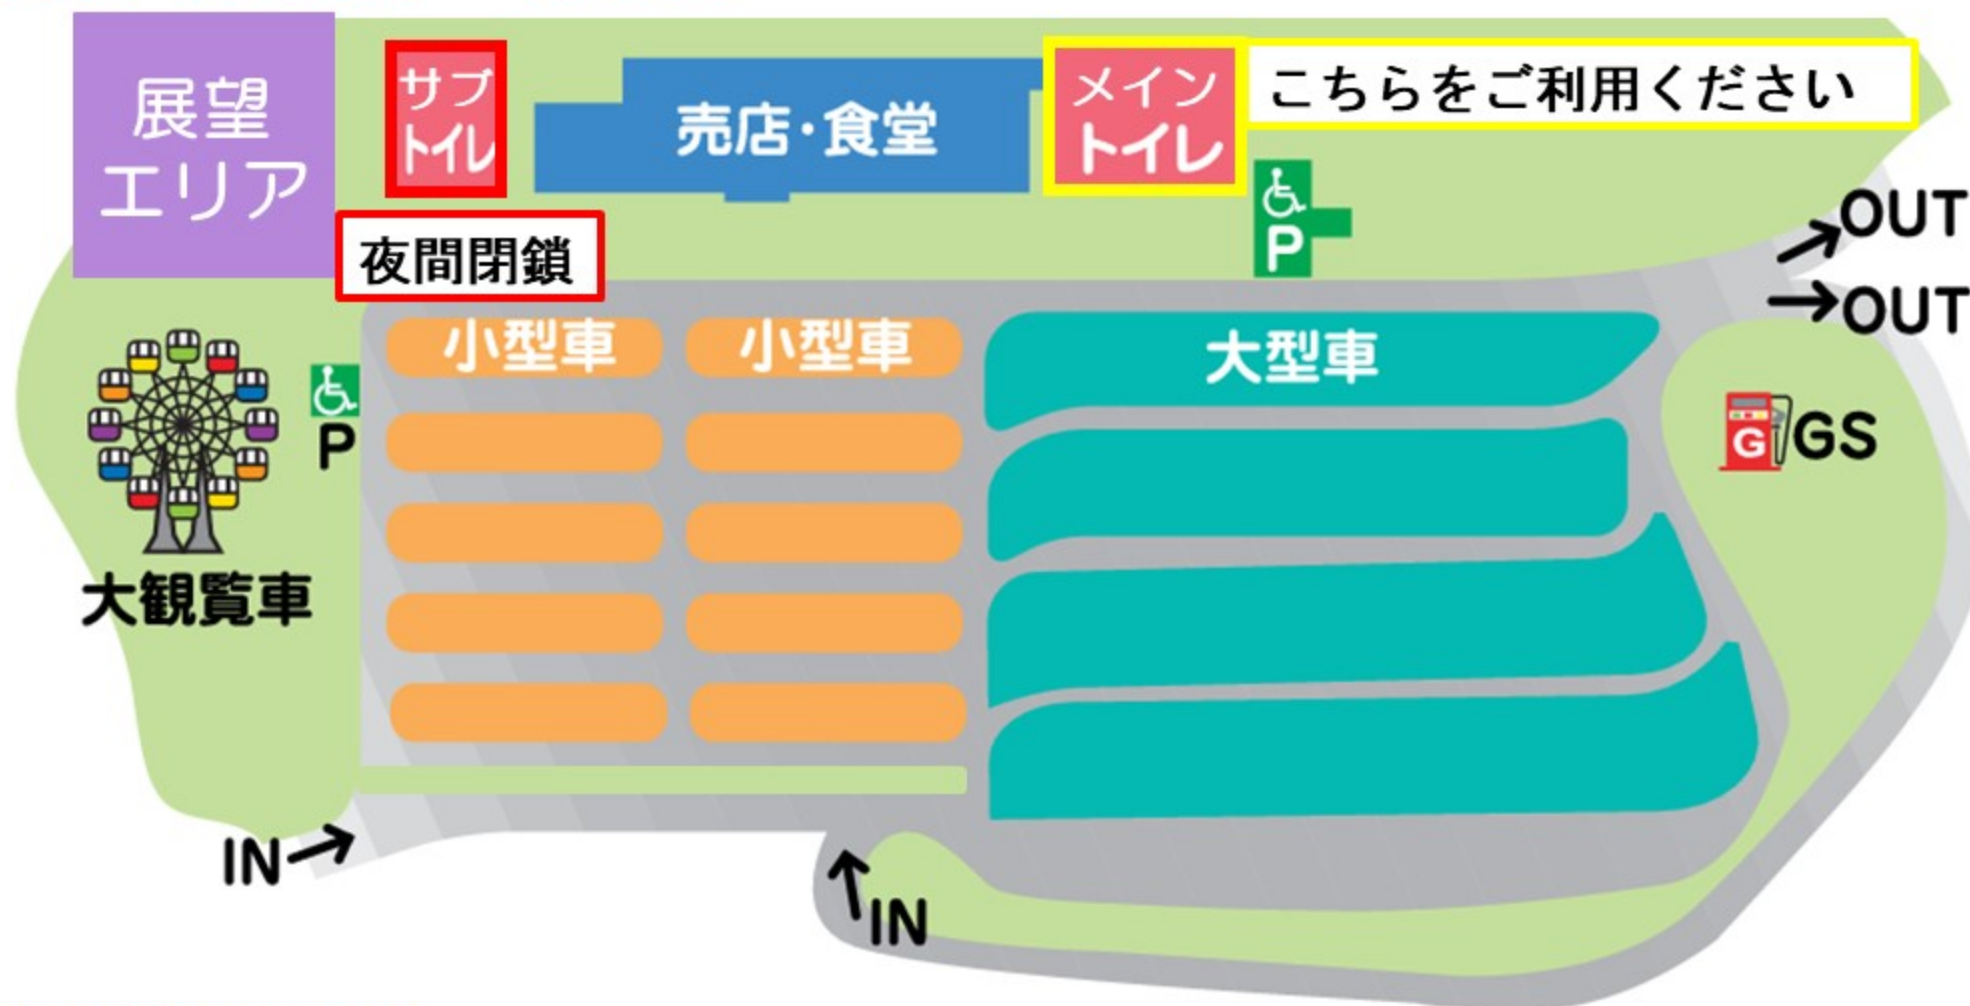 展望
エリア
サブ
トイレ
売店・食堂
メイン
トイレ
こちらをご利用ください
夜間閉鎖
P
OUT
OUT
小型車
小型車
大型車
P
G
GS
大観覧車
IN
IN